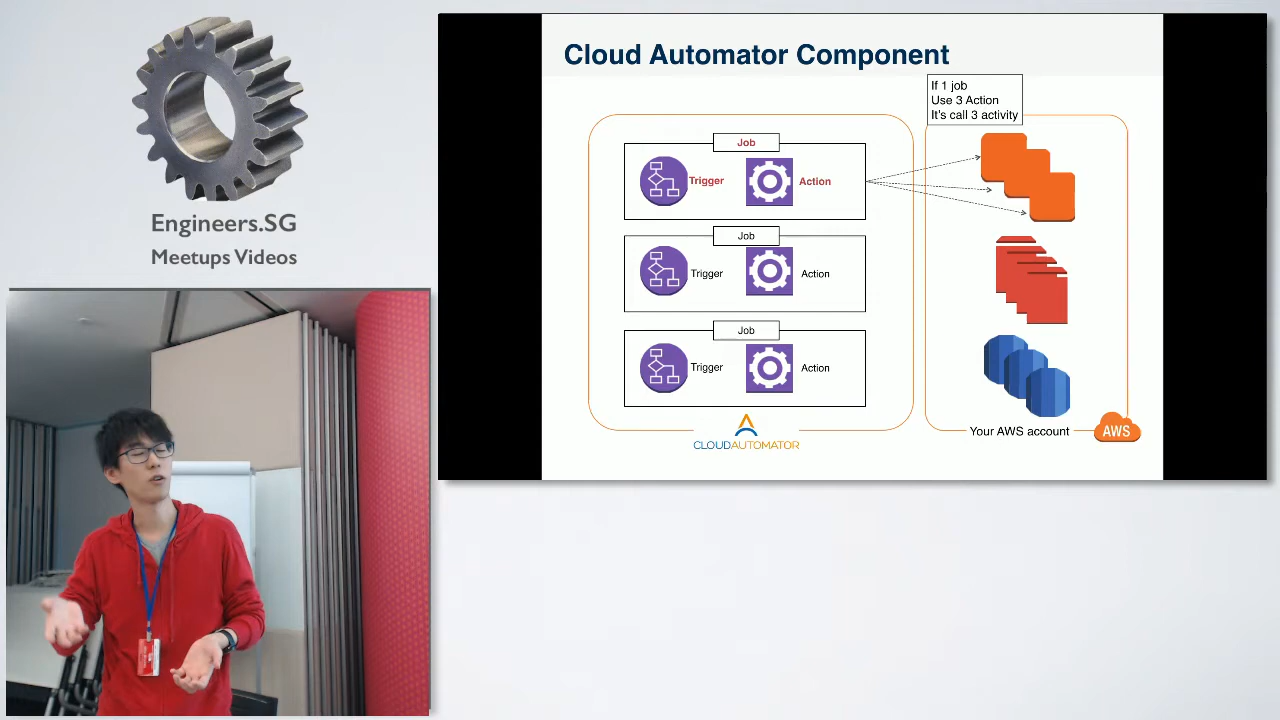 Engineers.SG
Meetups Videos
Cloud Automator Component
If 1 job
Use 3 Action
It's call 3 activity
Job
Trigger
Action
Job
Trigger
Action
Job
Trigger
Action
CLOUDAUTOMATOR
Your AWS account
AWS